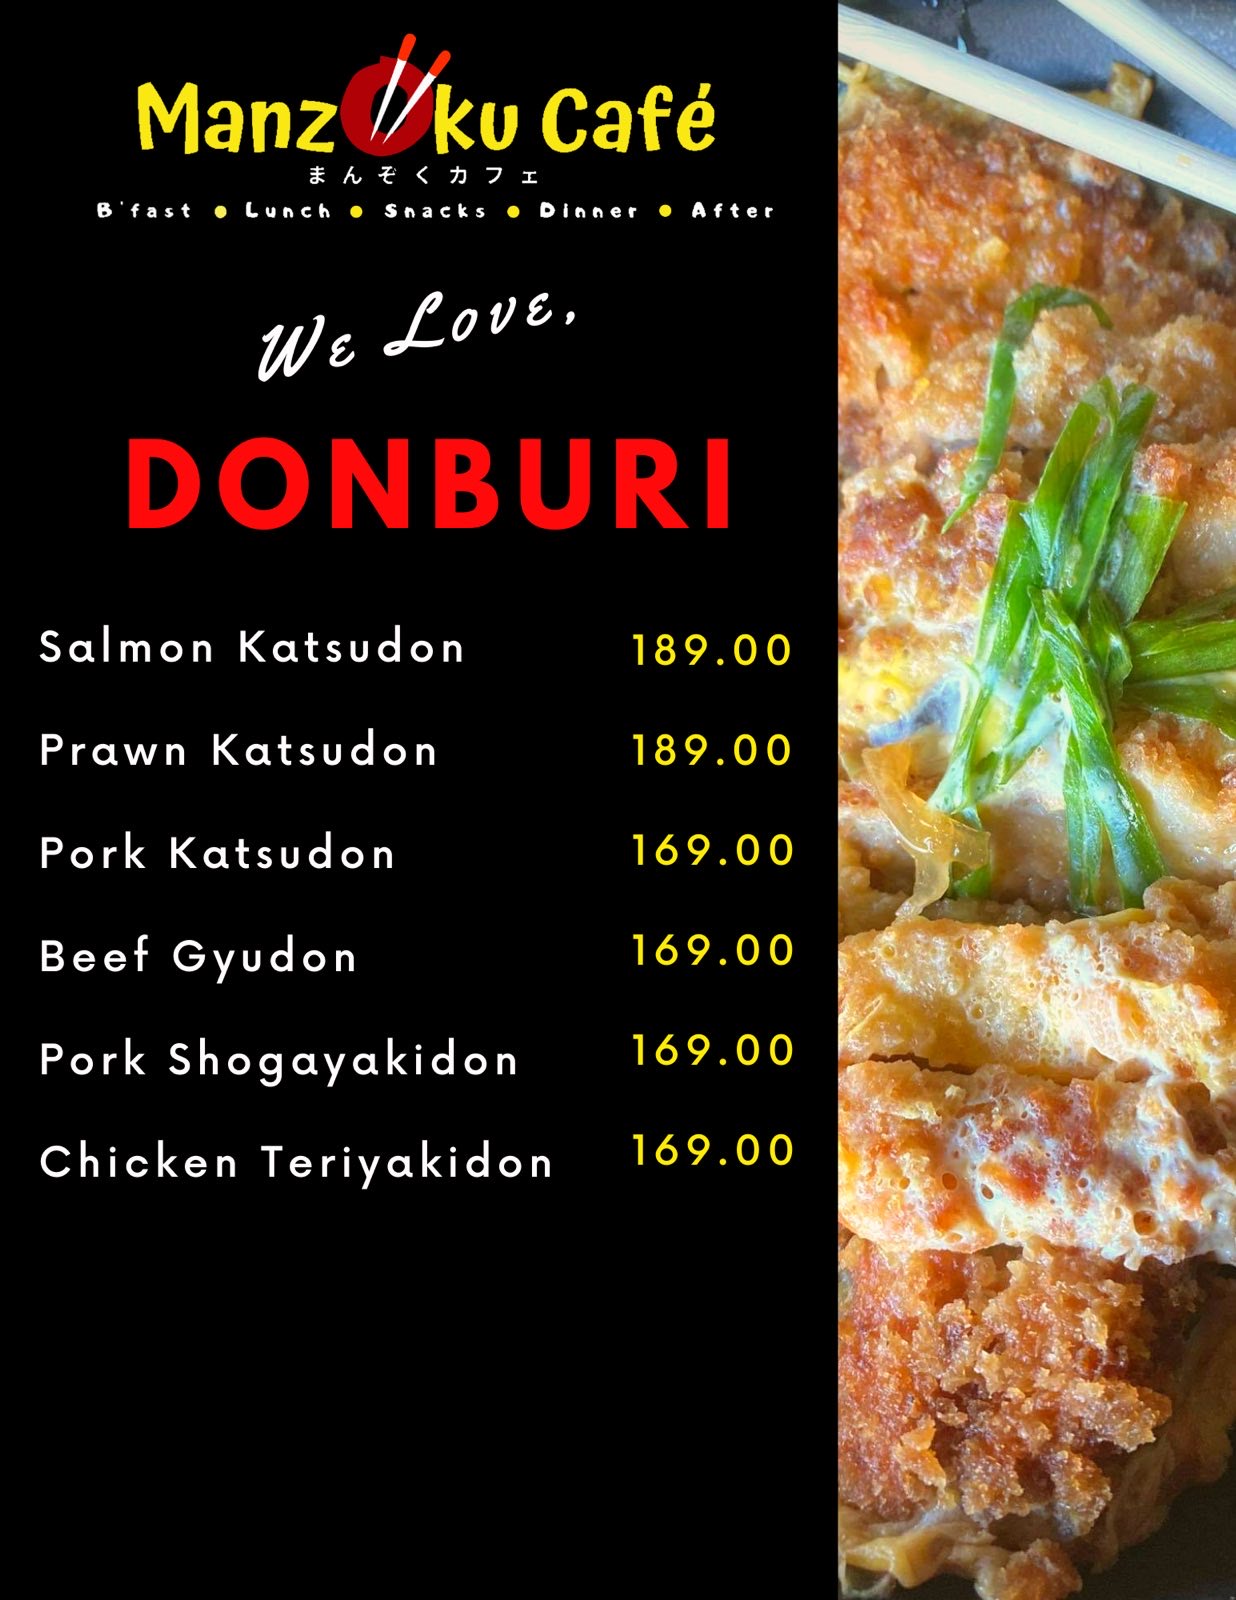 Manzoku Café
まんぞくカフェ
B'fast • Lunch • Snacks • Dinner • After
We Love,
DONBURI
Salmon Katsudon 189.00
Prawn Katsudon 189.00
Pork Katsudon 169.00
Beef Gyudon 169.00
Pork Shogayakidon 169.00
Chicken Teriyakidon 169.00